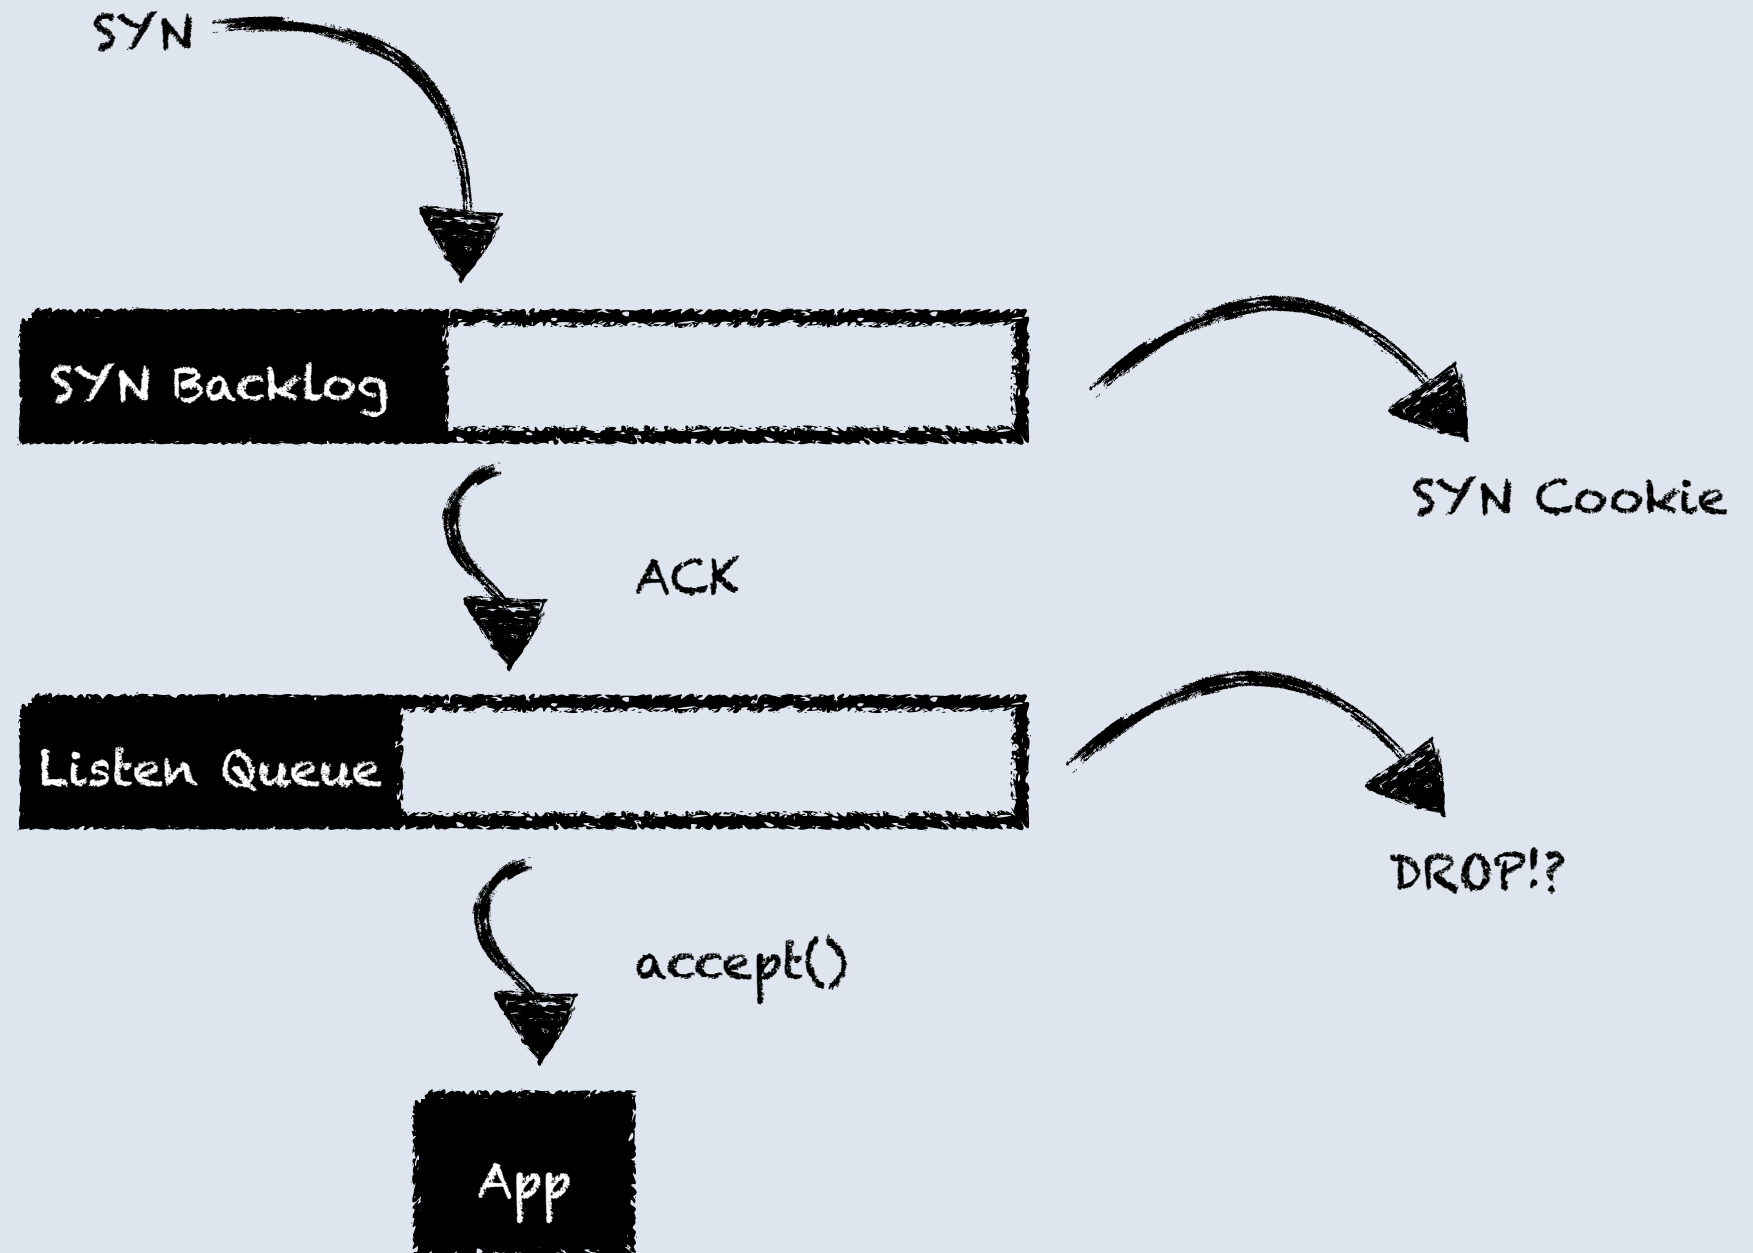 SYN
SYN Backlog
SYN Cookie
ACK
Listen Queue
DROP!?
accept()
App